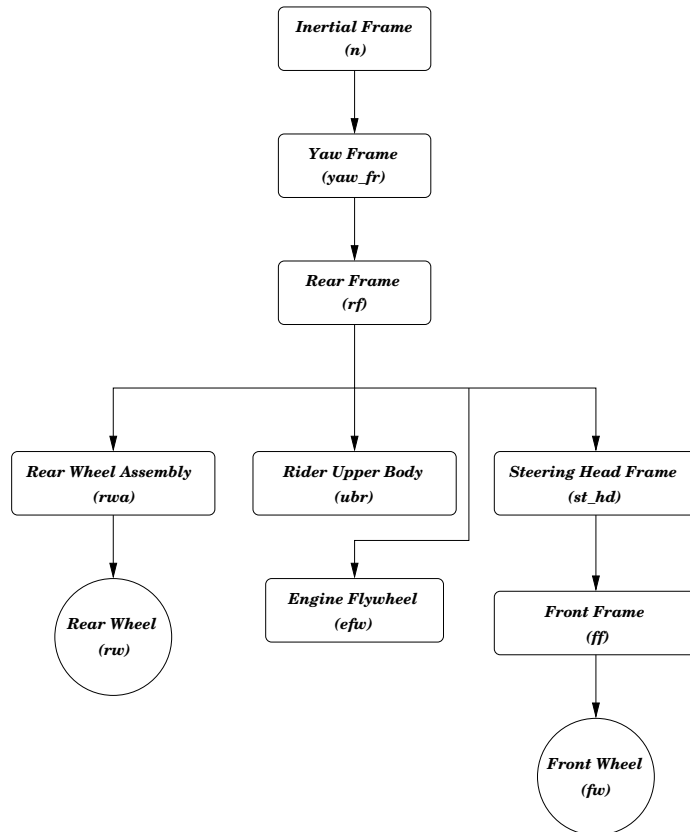 Inertial Frame
(n)
Yaw Frame
(yaw_fr)
Rear Frame
(rf)
Rear Wheel Assembly
(rwa)
Rider Upper Body
(ubr)
Steering Head Frame
(st_hd)
Engine Flywheel
(efw)
Rear Wheel
(rw)
Front Frame
(ff)
Front Wheel
(fw)